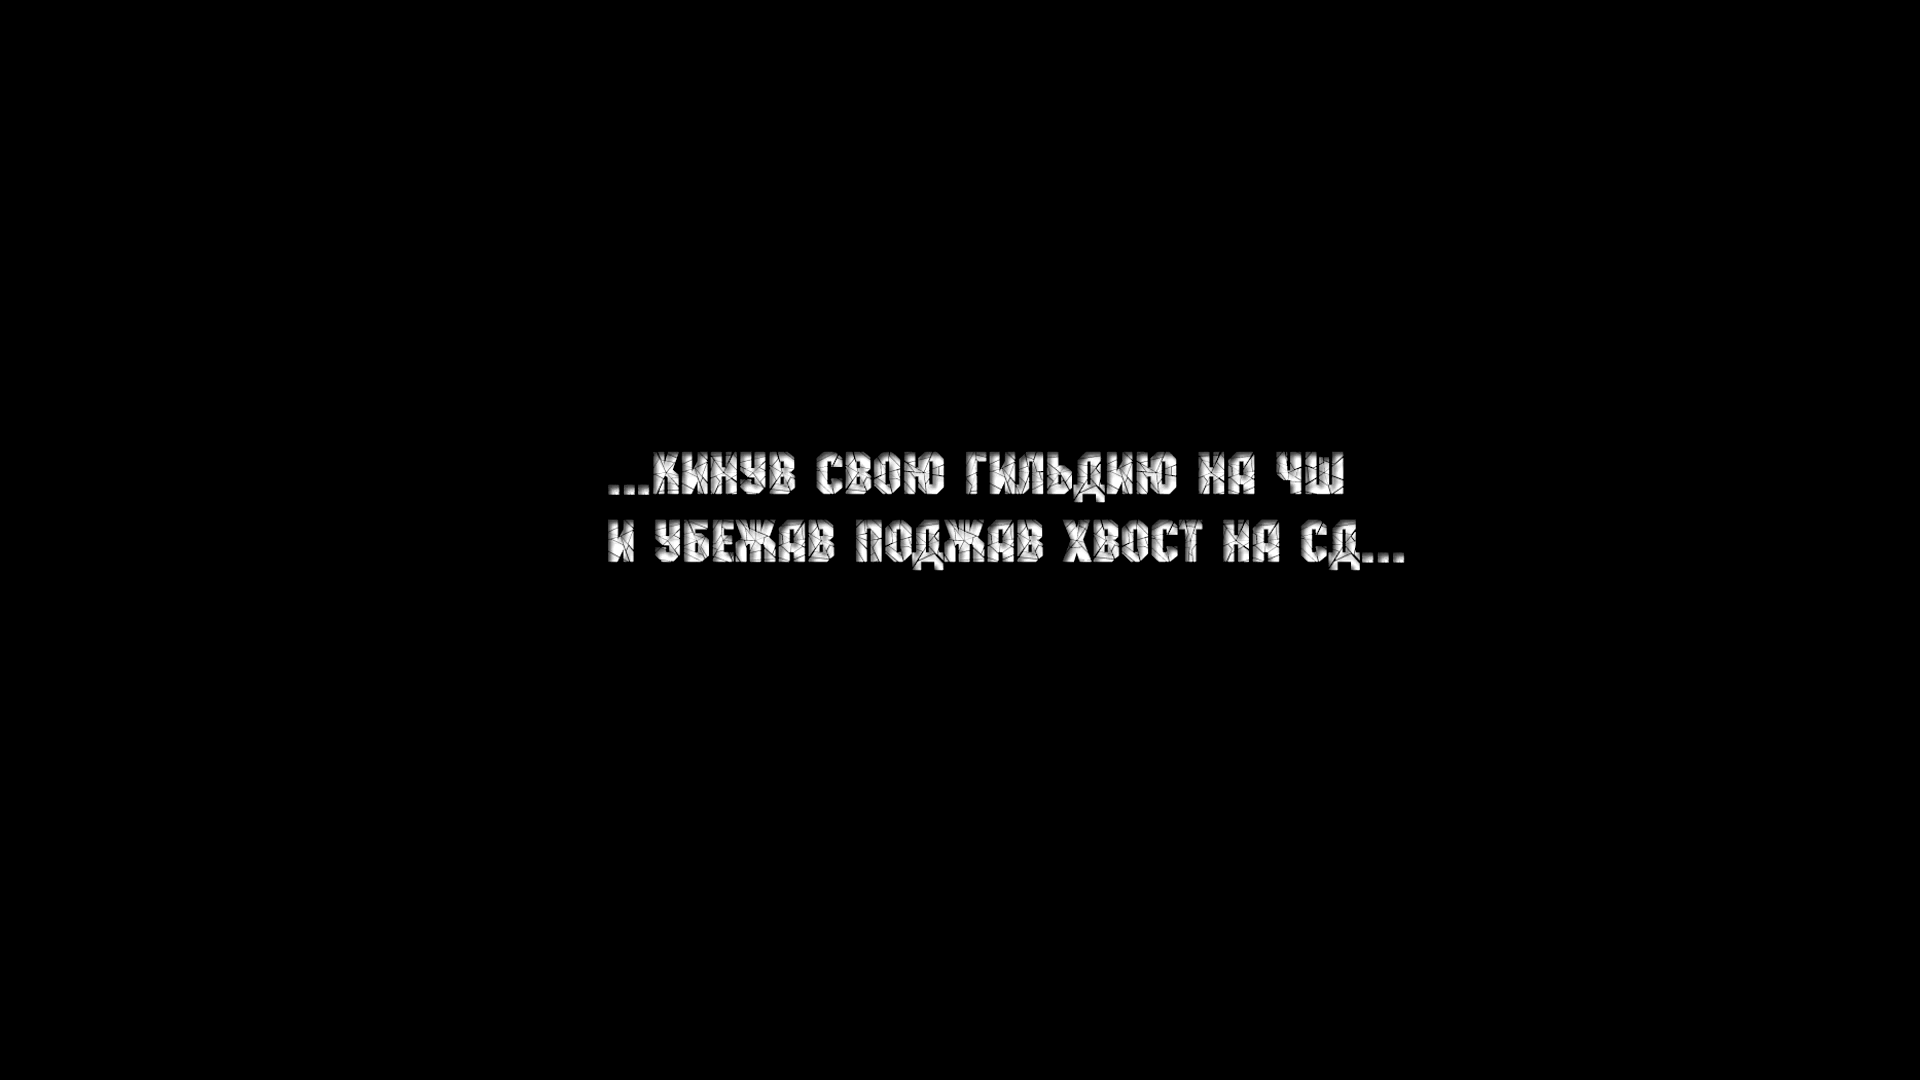 ...КИНУВ СВОЮ ГИЛЬДИЮ НА ЧШ
И УБЕЖАВ ПОДЖАВ ХВОСТ НА СД...